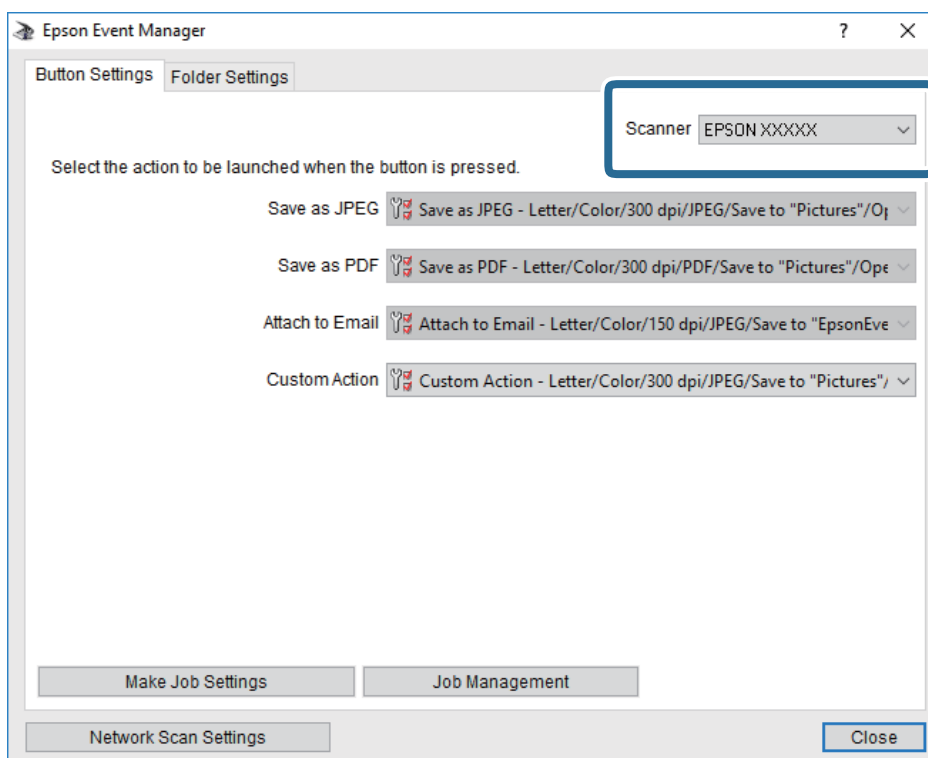 Epson Event Manager
?
Button Settings Folder Settings
Scanner EPSON XXXXX
Select the action to be launched when the button is pressed.
Save as JPEG Save as JPEG - Letter/Color/300 dpi/JPEG/Save to "Pictures"/Op
Save as PDF Save as PDF - Letter/Color/300 dpi/PDF/Save to "Pictures"/Ope
Attach to Email Attach to Email - Letter/Color/150 dpi/JPEG/Save to "EpsonEve
Custom Action Custom Action - Letter/Color/300 dpi/JPEG/Save to "Pictures"/
Make Job Settings Job Management
Network Scan Settings Close